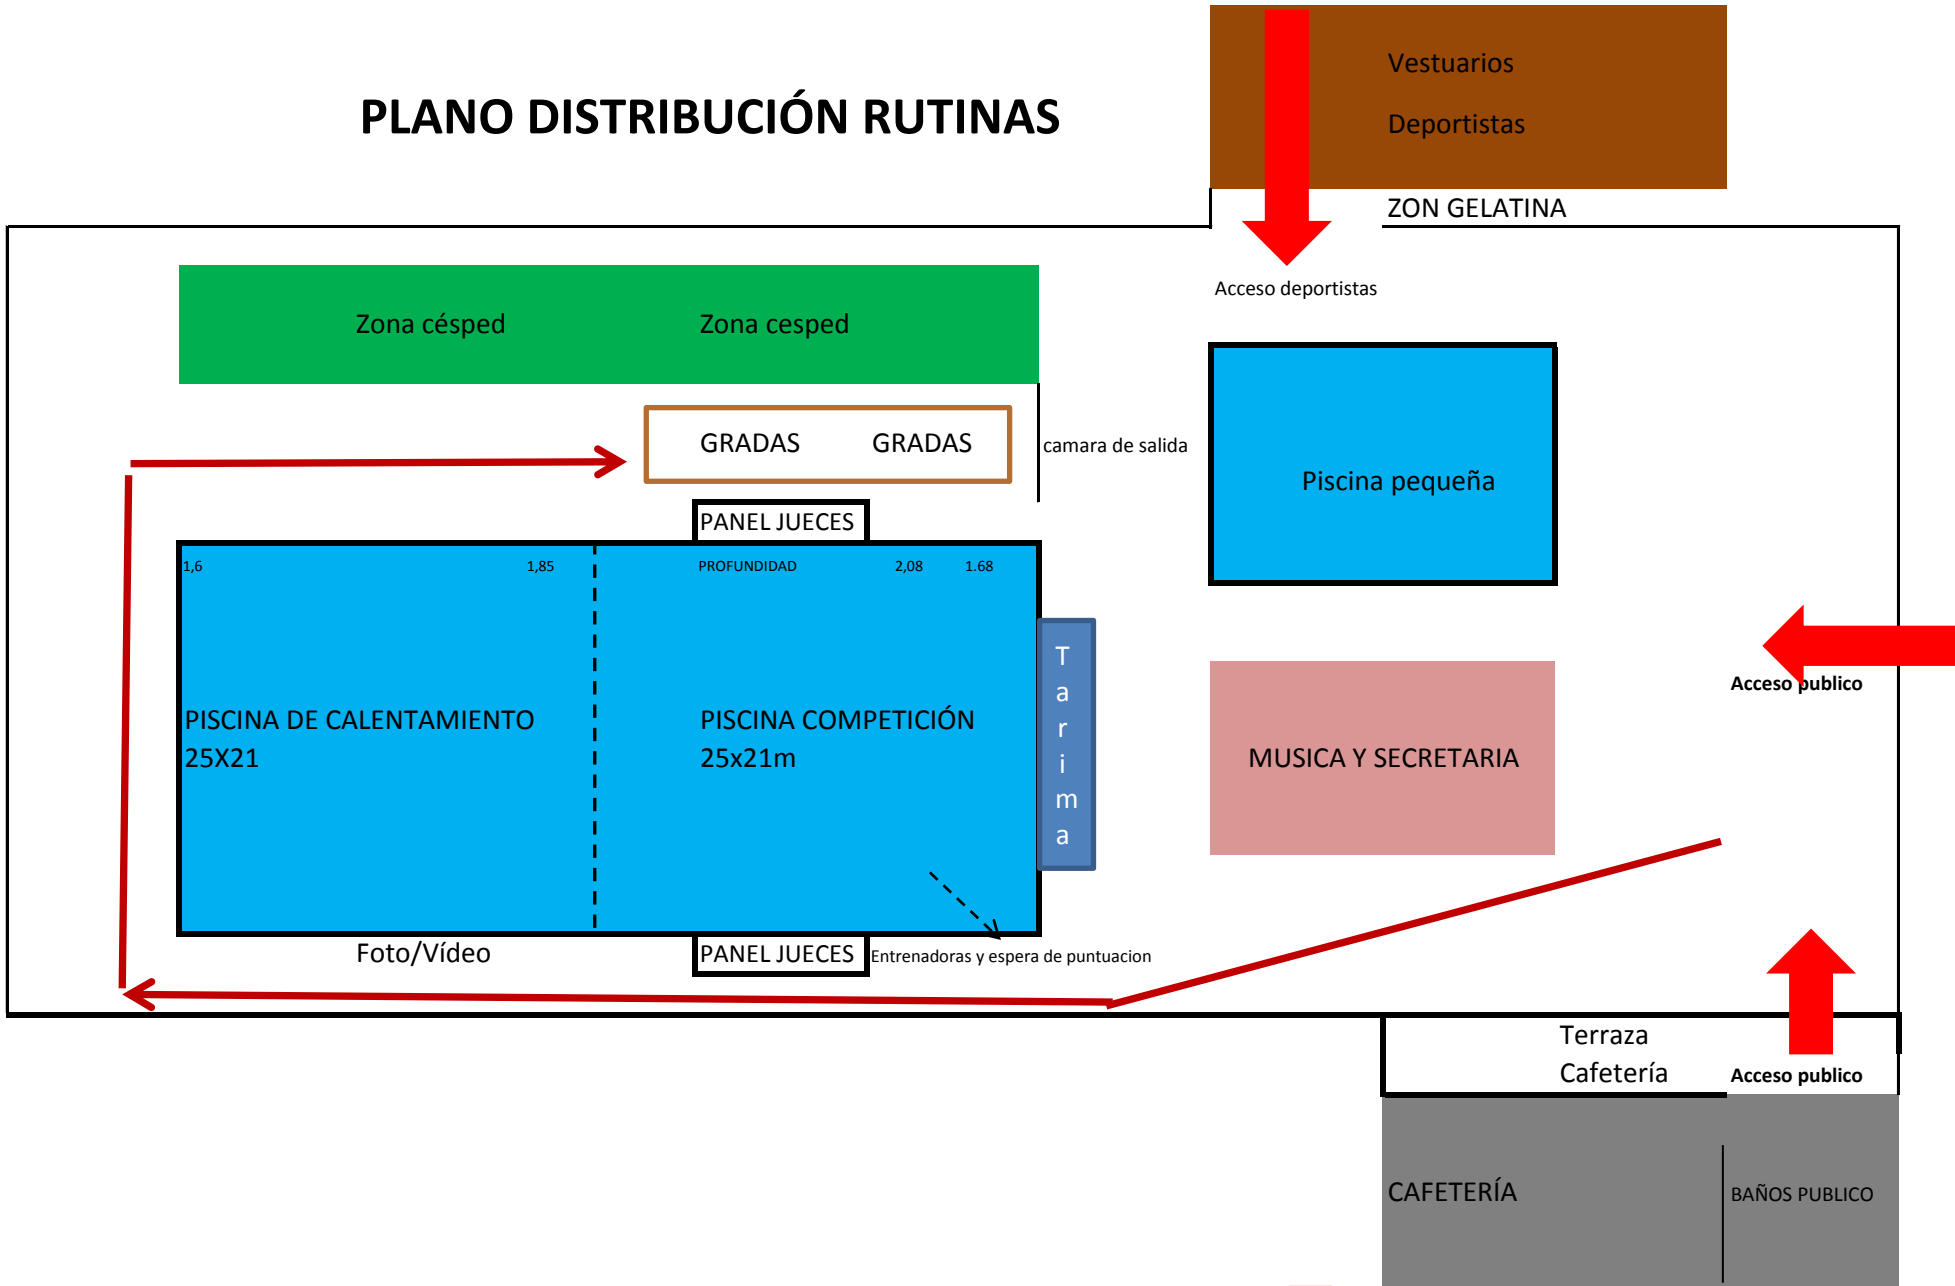 Vestuarios
PLANO DISTRIBUCIÓN RUTINAS
Deportistas
ZON GELATINA
Acceso deportistas
Zona césped
Zona cesped
GRADAS
GRADAS
camara de salida
Piscina pequeña
PANEL JUECES
1,6
1,85
PROFUNDIDAD
2,08
1.68
Tarima
PISCINA DE CALENTAMIENTO
25X21
PISCINA COMPETICIÓN
25x21m
MUSICA Y SECRETARIA
Acceso publico
Foto/Vídeo
PANEL JUECES
Entrenadoras y espera de puntuacion
Terraza
Cafetería
Acceso publico
CAFETERÍA
BAÑOS PUBLICO